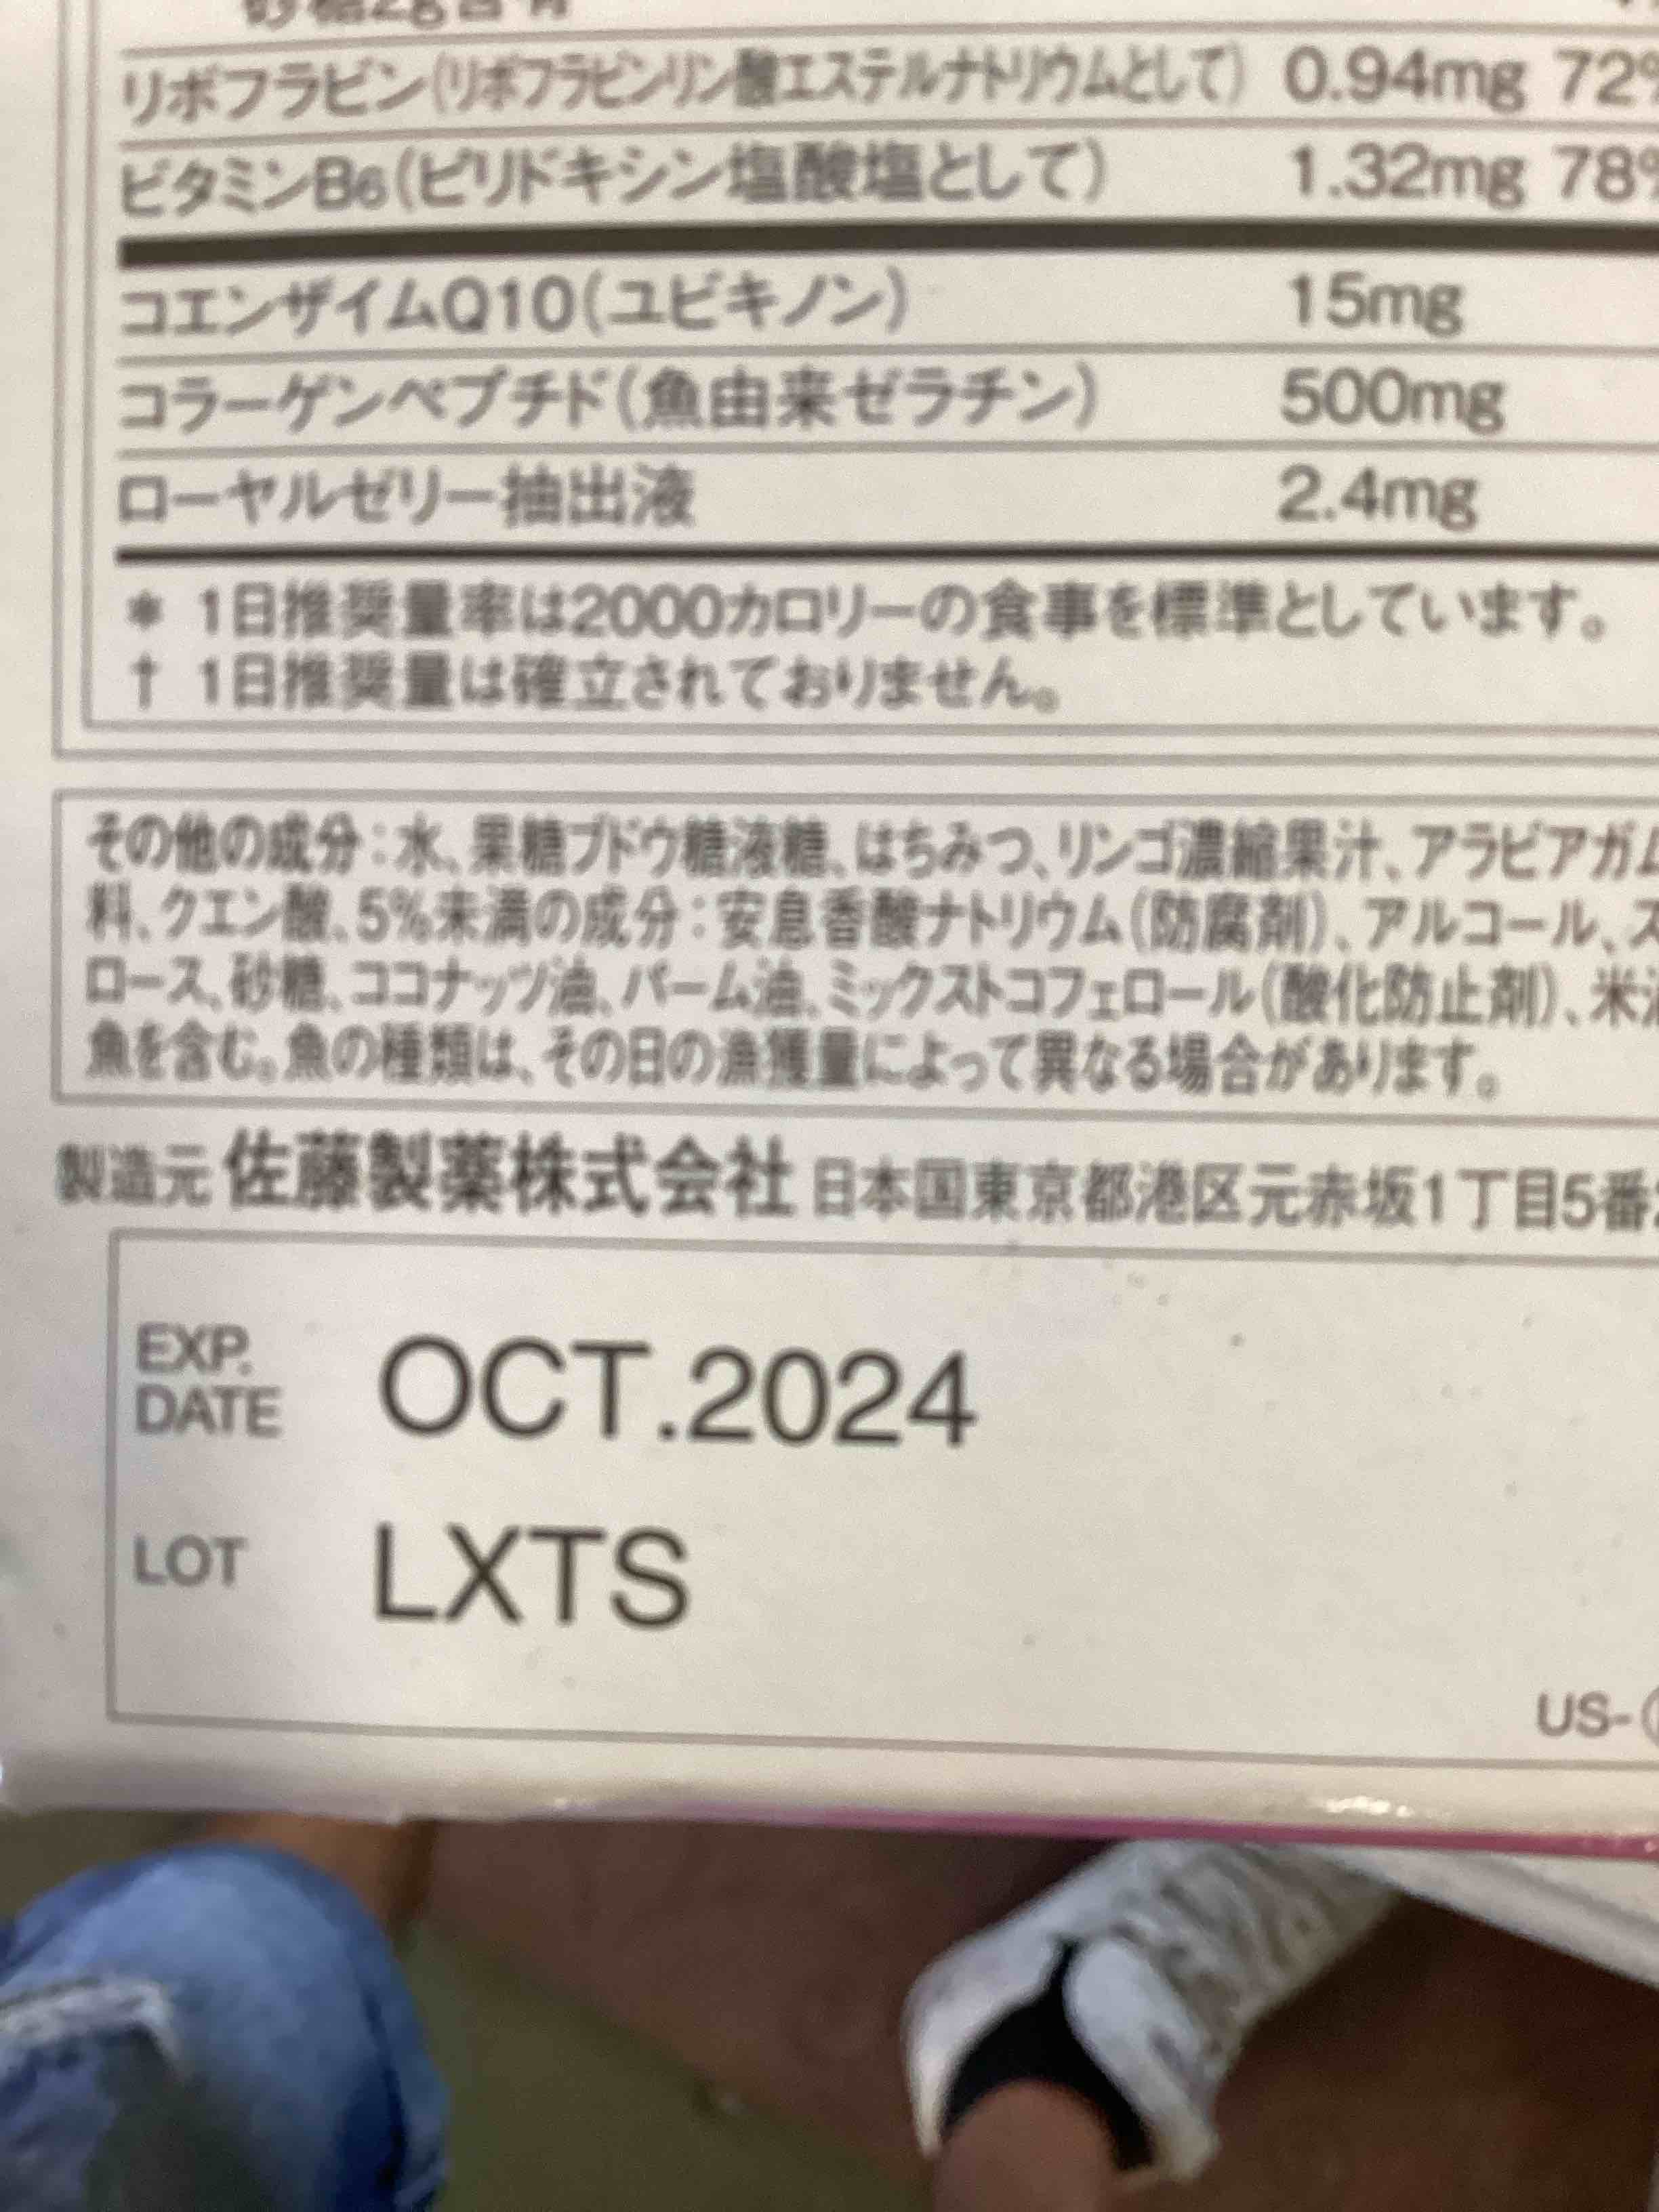 砂糖2g含有
リボフラビン(リボフラビンリン酸エステルナトリウムとして) 0.94mg 72%
ビタミンB6(ピリドキシン塩酸塩として) 1.32mg 78%
コエンザイムQ10(ユビキノン) 15mg
コラーゲンペプチド(魚由来ゼラチン) 500mg
ローヤルゼリー抽出液 2.4mg
* 1日推奨量率は2000カロリーの食事を標準としています。
† 1日推奨量は確立されておりません。
その他の成分:水、果糖ブドウ糖液糖、はちみつ、リンゴ濃縮果汁、アラビアガム
料、クエン酸、5%未満の成分:安息香酸ナトリウム(防腐剤)、アルコール、ス
ロース、砂糖、ココナッツ油、パーム油、ミックストコフェロール(酸化防止剤)、米
魚を含む。魚の種類は、その日の漁獲量によって異なる場合があります。
製造元 佐藤製薬株式会社 日本国東京都港区元赤坂1丁目5番
EXP. DATE OCT.2024
LOT LXTS
US-